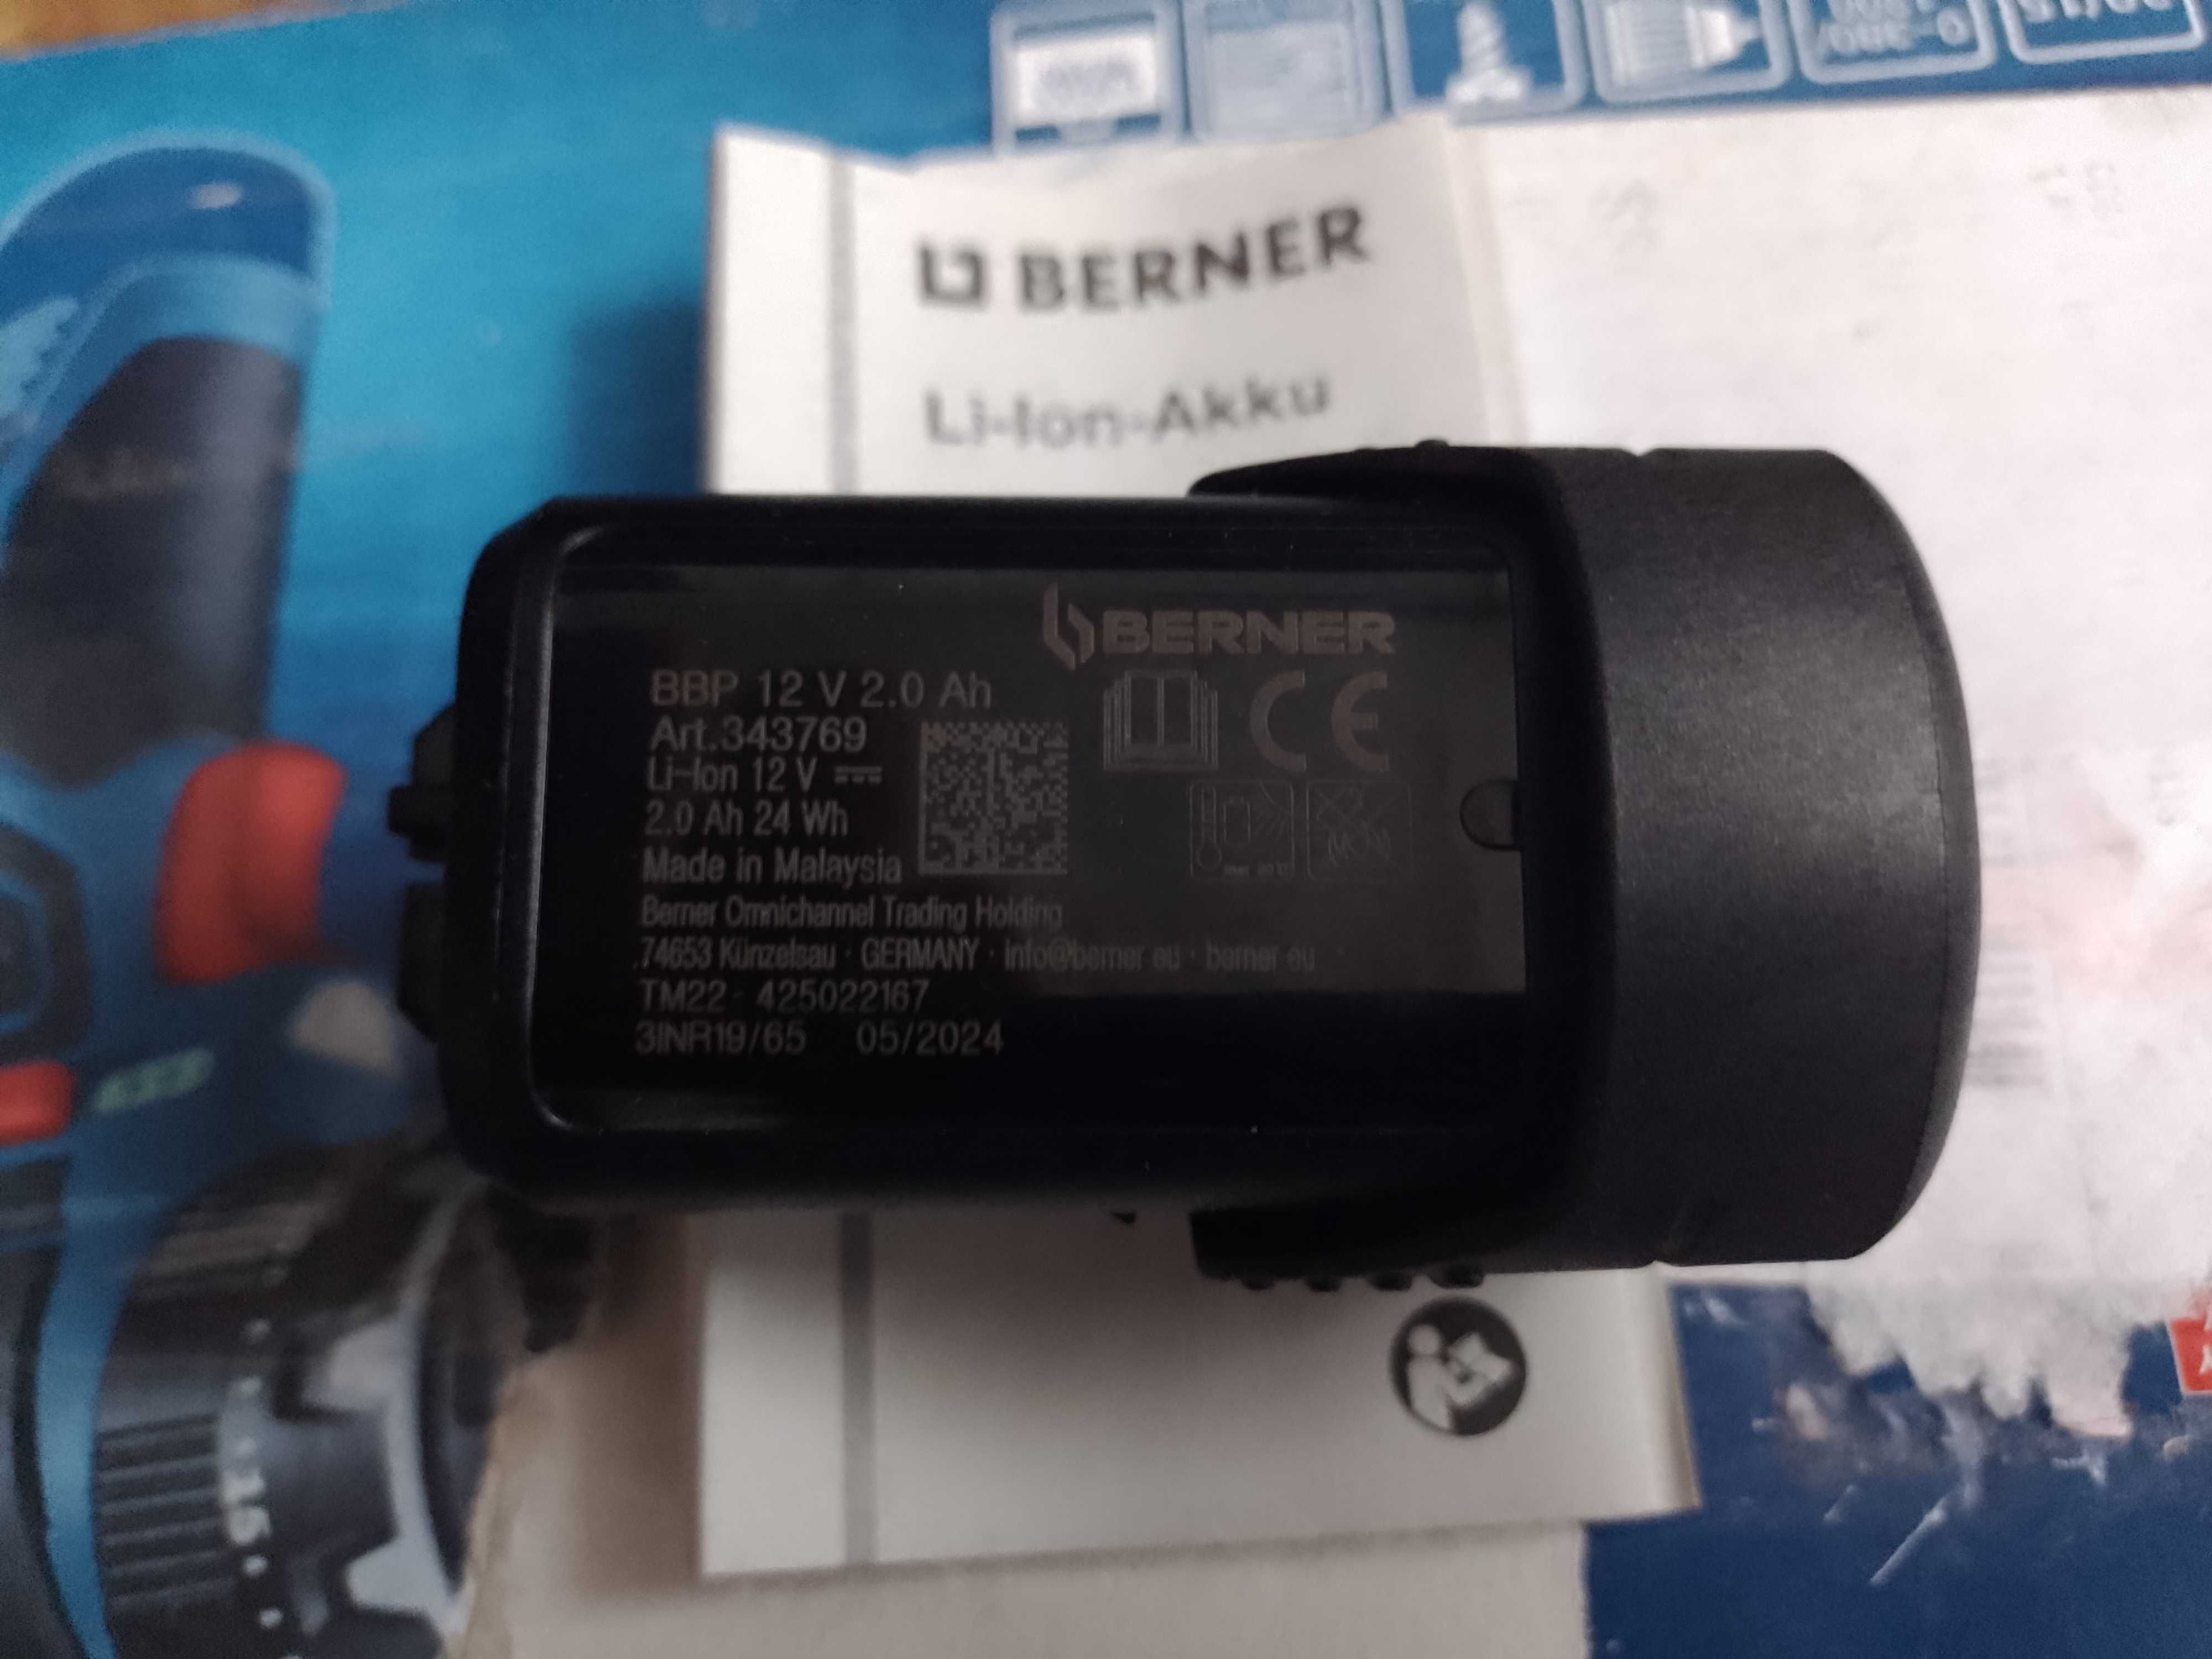 BERNER
Li-Ion-Akku
BERNER
BBP 12 V 2.0 Ah
Art.343769
Li-Ion 12 V
2.0 Ah 24 Wh
Made in Malaysia
Berner Omnichannel Trading Holding
74653 Künzelsau · GERMANY · info@berner.eu · berner.eu
TM22 - 425022167
3INR19/65 05/2024
CE
15